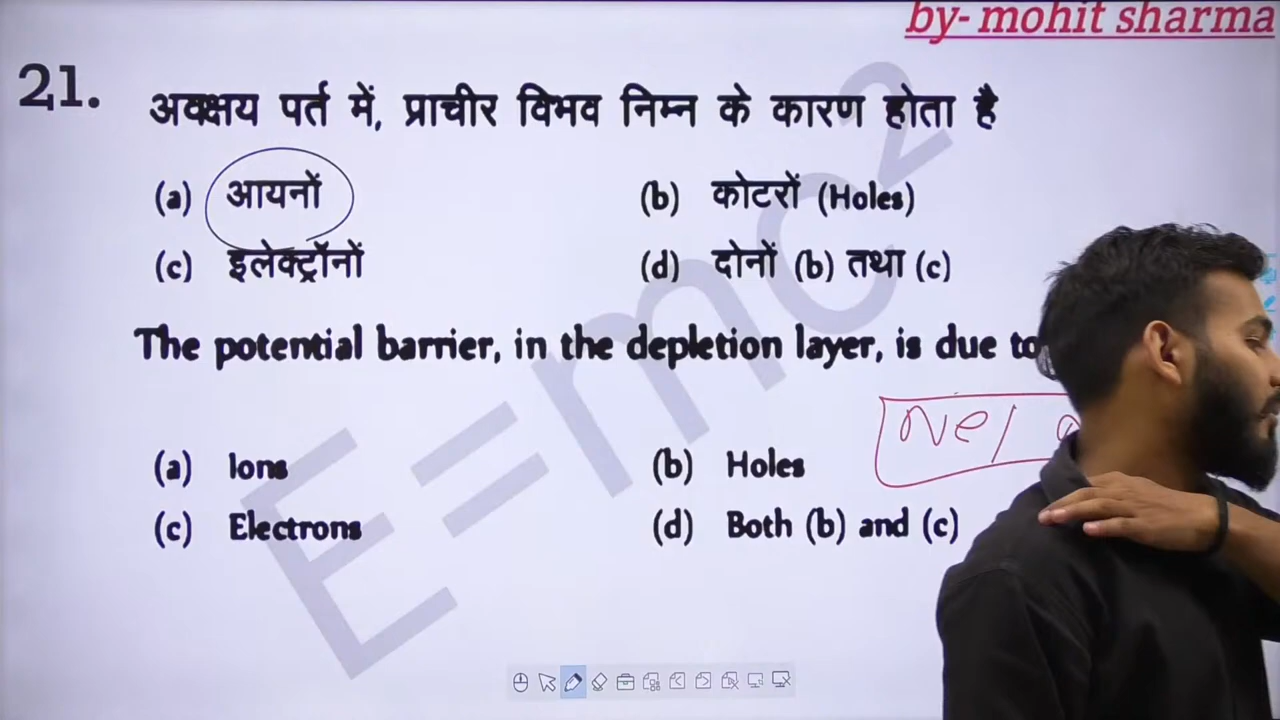 by- mohit sharma
21. अवक्षय पर्त में, प्राचीर विभव निम्न के कारण होता है
(a) आयनों (b) कोटरों (Holes)
(c) इलेक्ट्रॉनों (d) दोनों (b) तथा (c)
The potential barrier, in the depletion layer, is due to
(a) Ions (b) Holes
(c) Electrons (d) Both (b) and (c)
E=mc2